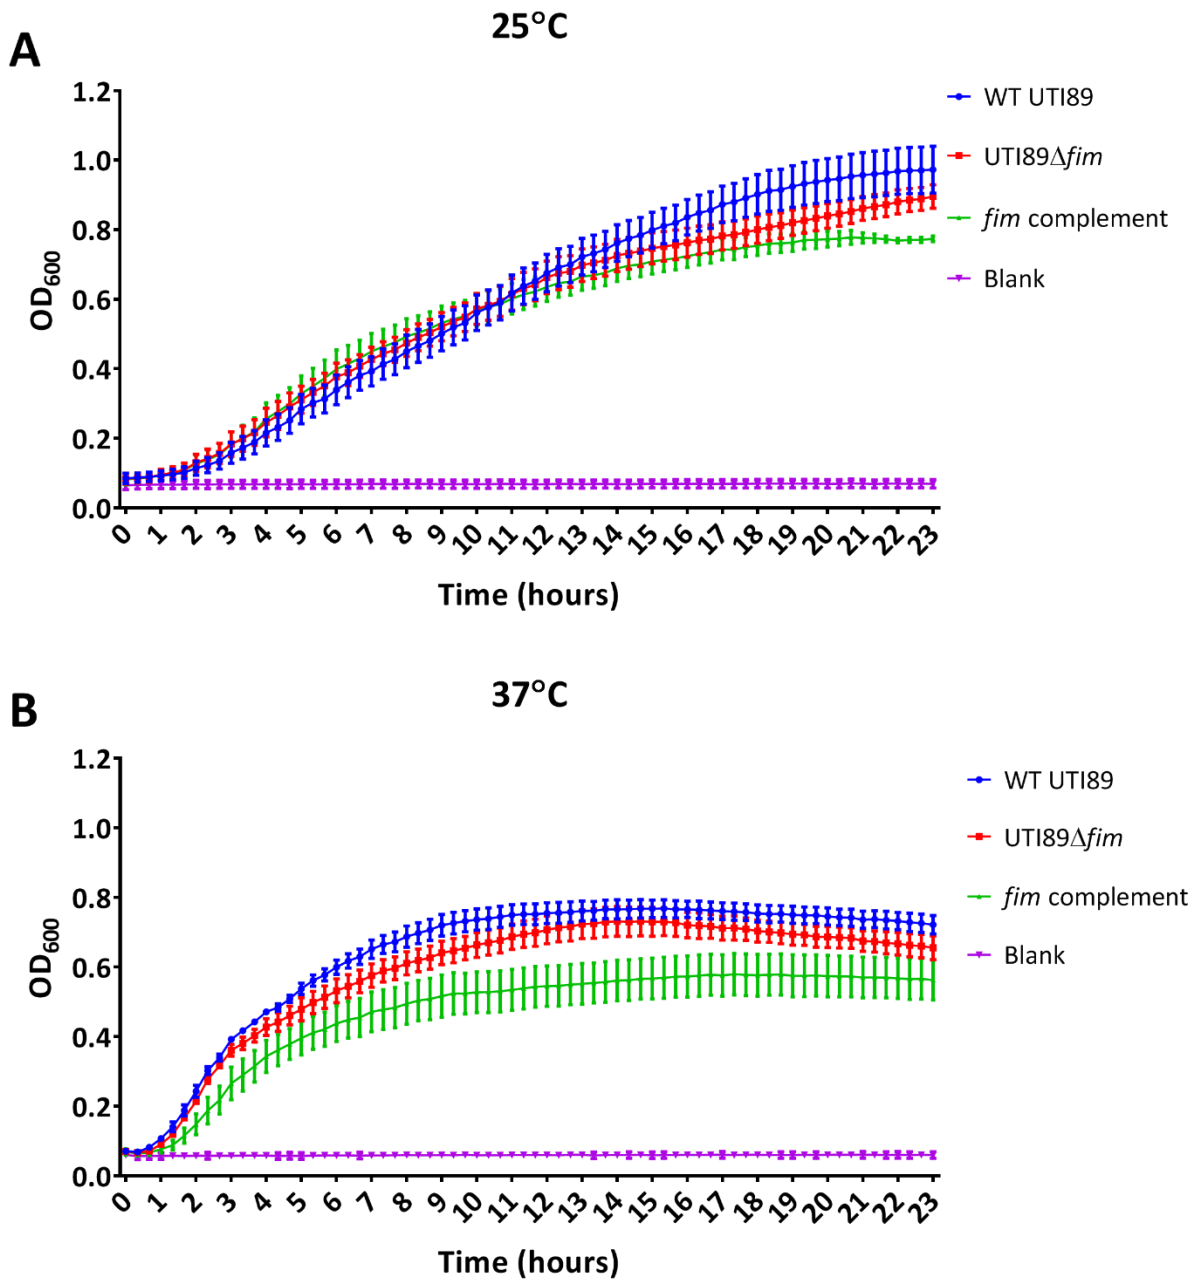 25°C
A
1.2
1.0
0.8
0.6
0.4
0.2
0.0
OD600
0 1 2 3 4 5 6 7 8 9 10 11 12 13 14 15 16 17 18 19 20 21 22 23
Time (hours)
WT UTI89
UTI89Δfim
fim complement
Blank
37°C
B
1.2
1.0
0.8
0.6
0.4
0.2
0.0
OD600
0 1 2 3 4 5 6 7 8 9 10 11 12 13 14 15 16 17 18 19 20 21 22 23
Time (hours)
WT UTI89
UTI89Δfim
fim complement
Blank